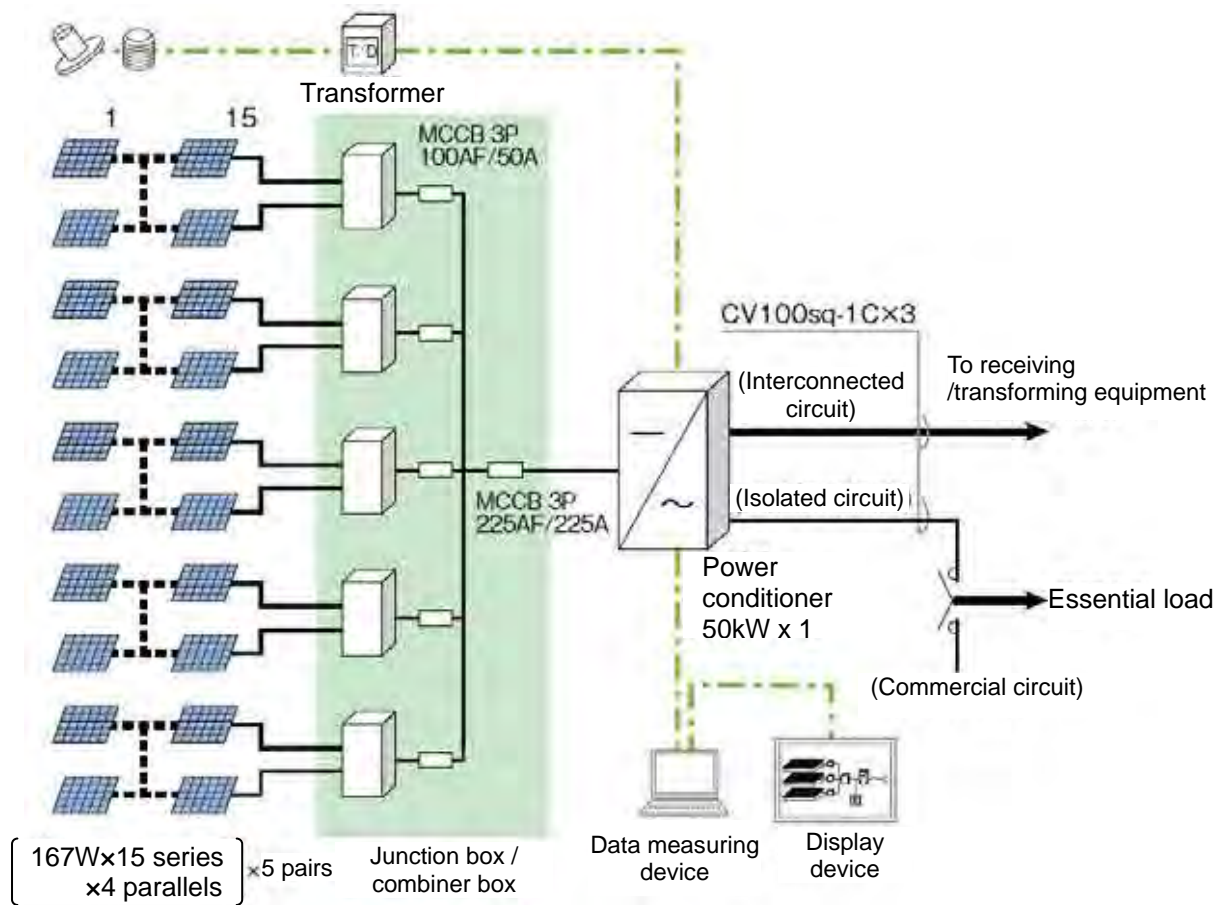 T/D
Transformer
1 15
MCCB 3P
100AF/50A
CV100sq-1C×3
(Interconnected
circuit)
To receiving
/transforming equipment
MCCB 3P
225AF/225A
(Isolated circuit)
Power
conditioner
50kW x 1
Essential load
(Commercial circuit)
167W×15 series
×4 parallels
×5 pairs
Junction box /
combiner box
Data measuring
device
Display
device